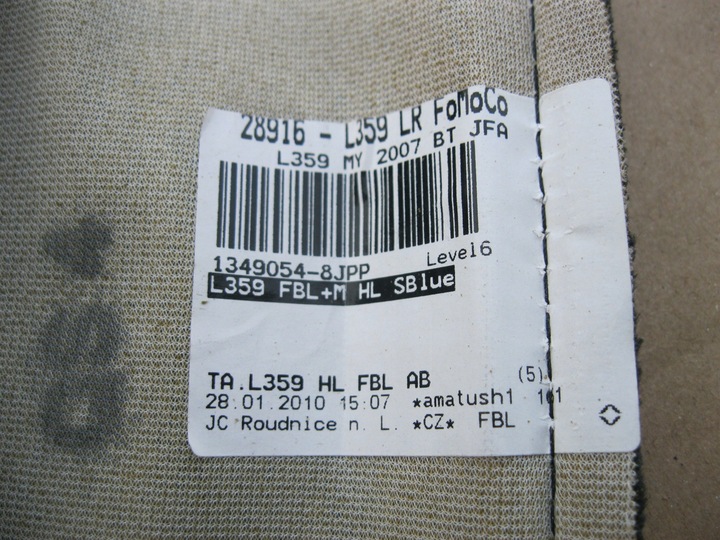 28916 - L359 LR FoMoCo
L359 MY 2007 BT JFA
1349054-8JPP Level6
L359 FBL+M HL SBlue
TA.L359 HL FBL AB (5)
28.01.2010 15:07 *amatush1
JC Roudnice n. L. *CZ* FBL